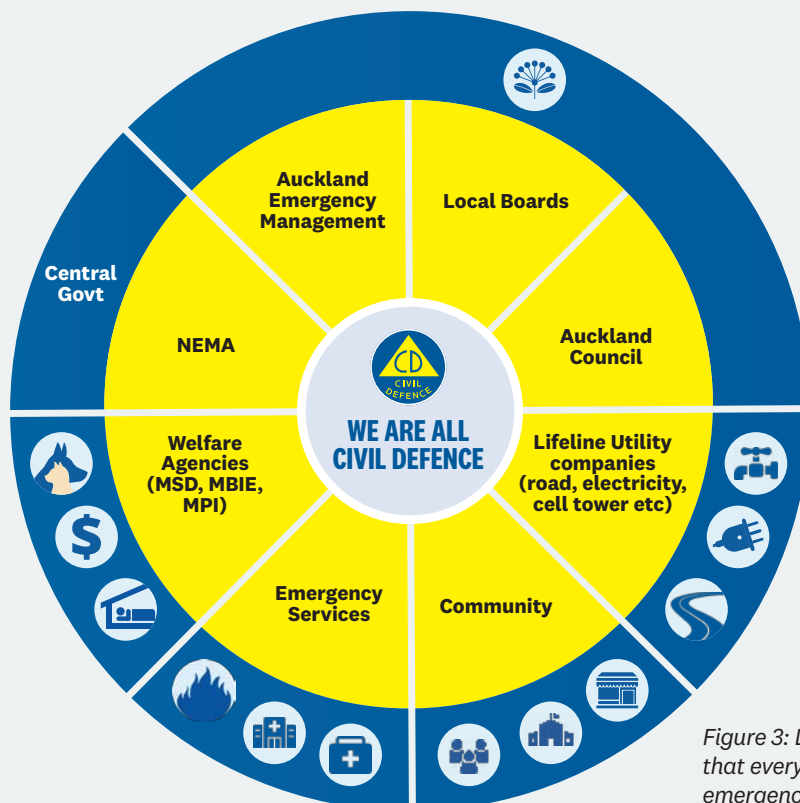 Auckland
Emergency
Management
Local Boards
Central
Govt
NEMA
Auckland
Council
CD
CIVIL
DEFENCE
WE ARE ALL
CIVIL DEFENCE
Welfare
Agencies
(MSD, MBIE,
MPI)
Lifeline Utility
companies
(road, electricity,
cell tower etc)
Emergency
Services
Community
$
Figure 3:
that every